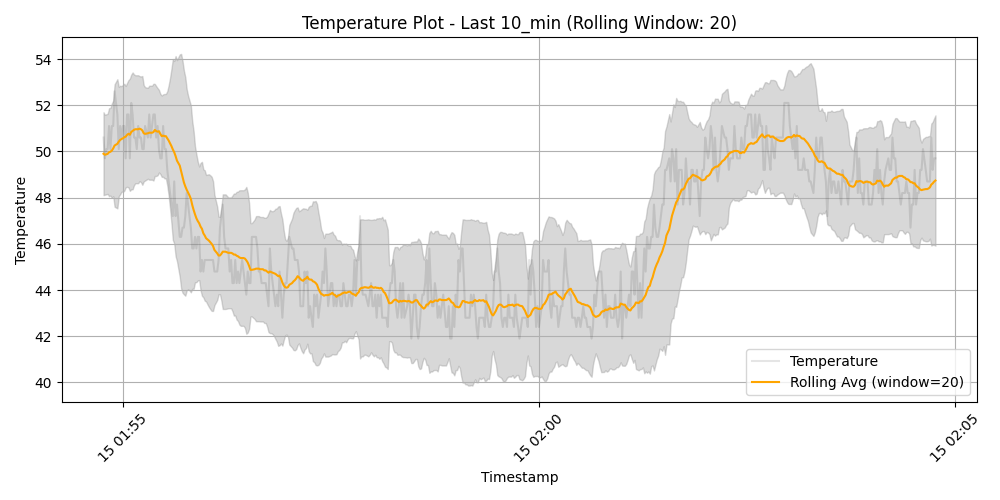 Temperature Plot - Last 10_min (Rolling Window: 20)
Temperature
54
52
50
48
46
44
42
40
Temperature
Rolling Avg (window=20)
15 01:55
15 02:00
15 02:05
Timestamp